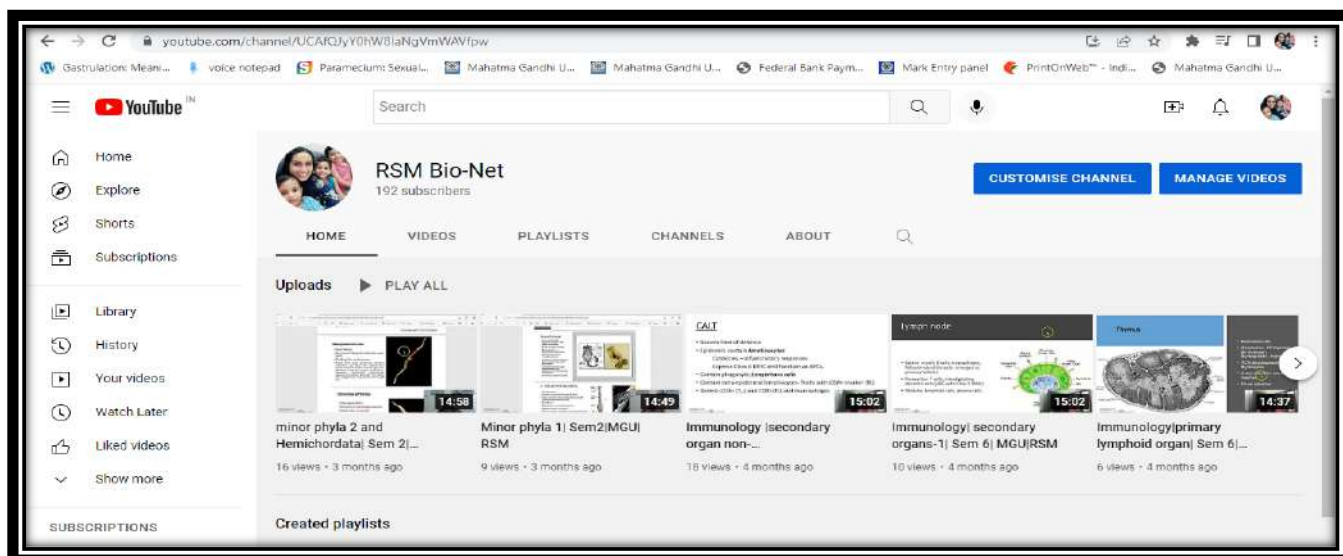 youtube.com/channel/UCAfQJyY0hW8IaNgVmWAVfpw
Gastrulation: Meani... voice notepad Paramecium: Sexual... Mahatma Gandhi U... Mahatma Gandhi U... Federal Bank Paym... Mark Entry panel PrintOnWeb™ - Indi... Mahatma Gandhi U...
YouTube IN
Search
Home
Explore
Shorts
Subscriptions
Library
History
Your videos
Watch Later
Liked videos
Show more
SUBSCRIPTIONS
RSM Bio-Net
192 subscribers
CUSTOMISE CHANNEL MANAGE VIDEOS
HOME VIDEOS PLAYLISTS CHANNELS ABOUT
Uploads PLAY ALL
14:58
minor phyla 2 and
Hemichordata| Sem 2|...
16 views • 3 months ago
14:49
Minor phyla 1| Sem2|MGU|
RSM
9 views • 3 months ago
CALT
15:02
Immunology |secondary
organ non-...
18 views • 4 months ago
Lymph node
15:02
Immunology| secondary
organs-1| Sem 6| MGU|RSM
10 views • 4 months ago
Thymus
14:37
Immunology|primary
lymphoid organ| Sem 6|...
6 views • 4 months ago
Created playlists